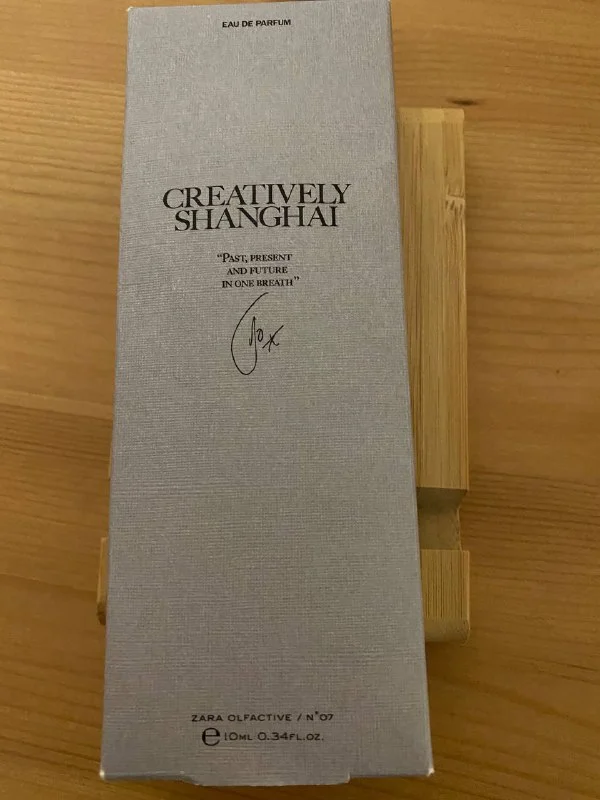 EAU DE PARFUM
CREATIVELY
SHANGHAI
“PAST, PRESENT
AND FUTURE
IN ONE BREATH”
Jo x
ZARA OLFACTIVE / N°07
℮ 10ML 0.34FL.OZ.